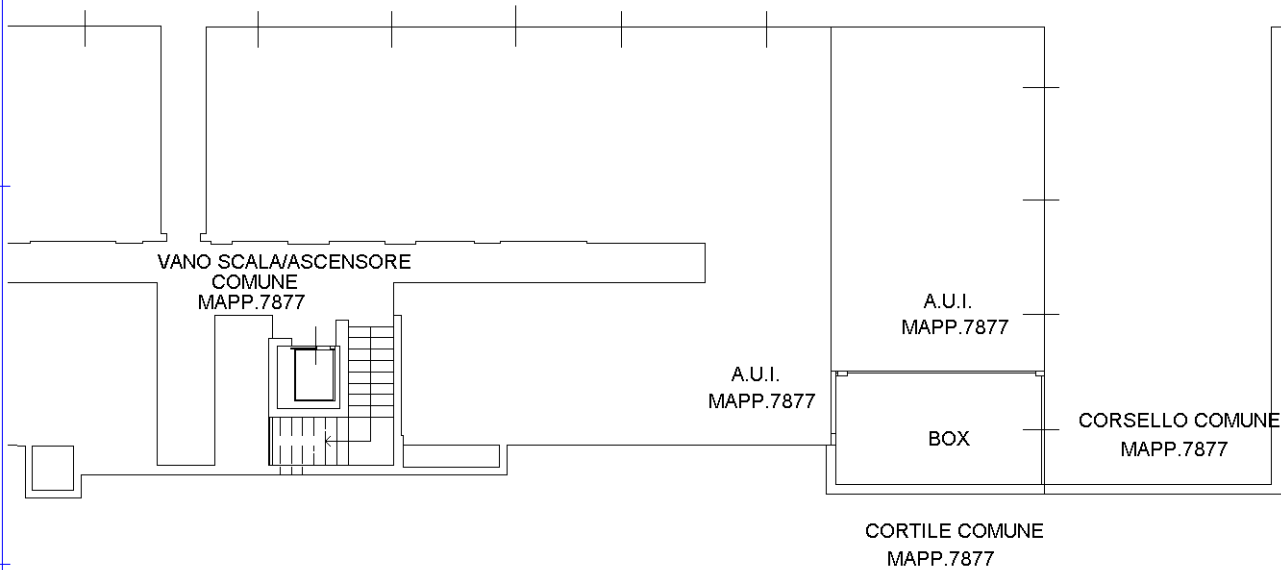 VANO SCALA/ASCENSORE
COMUNE
MAPP.7877
A.U.I.
MAPP.7877
A.U.I.
MAPP.7877
BOX
CORSELLO COMUNE
MAPP.7877
CORTILE COMUNE
MAPP.7877